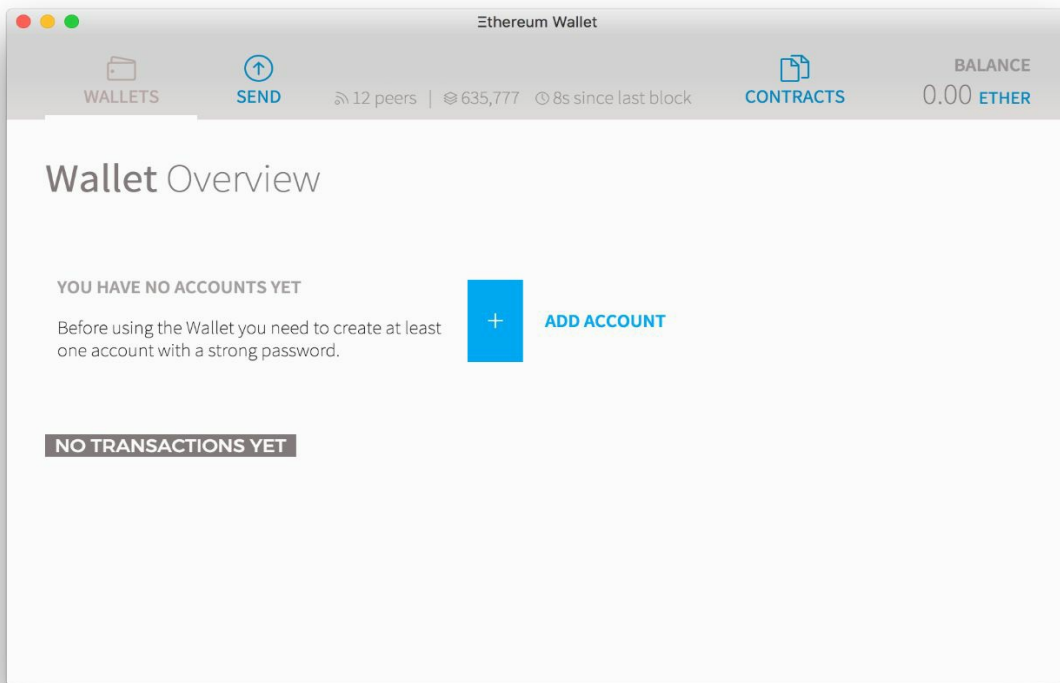 Ξthereum Wallet
WALLETS
SEND
12 peers | 635,777 8s since last block
CONTRACTS
BALANCE
0.00 ETHER
Wallet Overview
YOU HAVE NO ACCOUNTS YET
Before using the Wallet you need to create at least
one account with a strong password.
+ ADD ACCOUNT
NO TRANSACTIONS YET